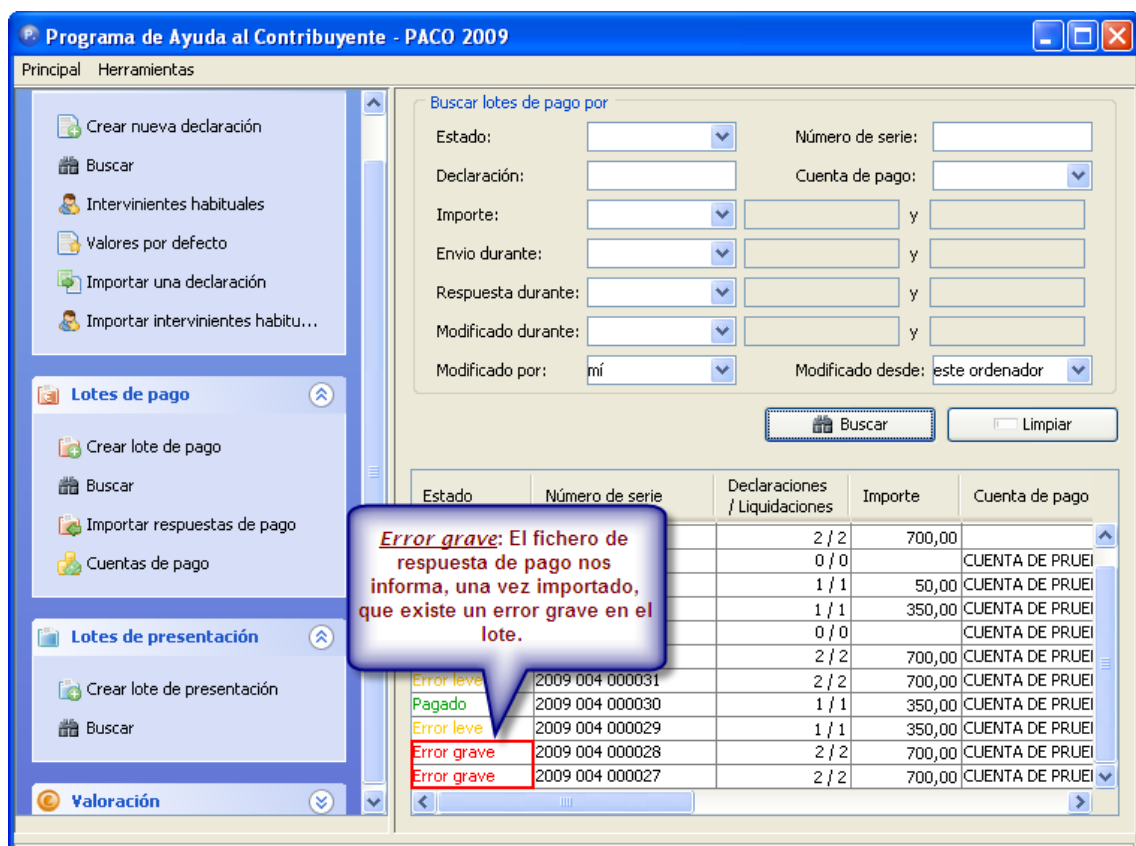 Programa de Ayuda al Contribuyente - PACO 2009
Principal Herramientas
Crear nueva declaración
Buscar
Intervinientes habituales
Valores por defecto
Importar una declaración
Importar intervinientes habitu...
Lotes de pago
Crear lote de pago
Buscar
Importar respuestas de pago
Cuentas de pago
Lotes de presentación
Crear lote de presentación
Buscar
Valoración
Buscar lotes de pago por
Estado: Número de serie:
Declaración: Cuenta de pago:
Importe: y
Envio durante: y
Respuesta durante: y
Modificado durante: y
Modificado por: mí Modificado desde: este ordenador
Buscar Limpiar
Estado Número de serie Declaraciones / Liquidaciones Importe Cuenta de pago
2 / 2 700,00
0 / 0 CUENTA DE PRUE
1 / 1 50,00 CUENTA DE PRUE
1 / 1 350,00 CUENTA DE PRUE
0 / 0 CUENTA DE PRUE
2 / 2 700,00 CUENTA DE PRUE
Error leve 2009 004 000031 2 / 2 700,00 CUENTA DE PRUE
Pagado 2009 004 000030 1 / 1 350,00 CUENTA DE PRUE
Error leve 2009 004 000029 1 / 1 350,00 CUENTA DE PRUE
Error grave 2009 004 000028 2 / 2 700,00 CUENTA DE PRUE
Error grave 2009 004 000027 2 / 2 700,00 CUENTA DE PRUE
Error grave: El fichero de
respuesta de pago nos
informa, una vez importado,
que existe un error grave en el
lote.